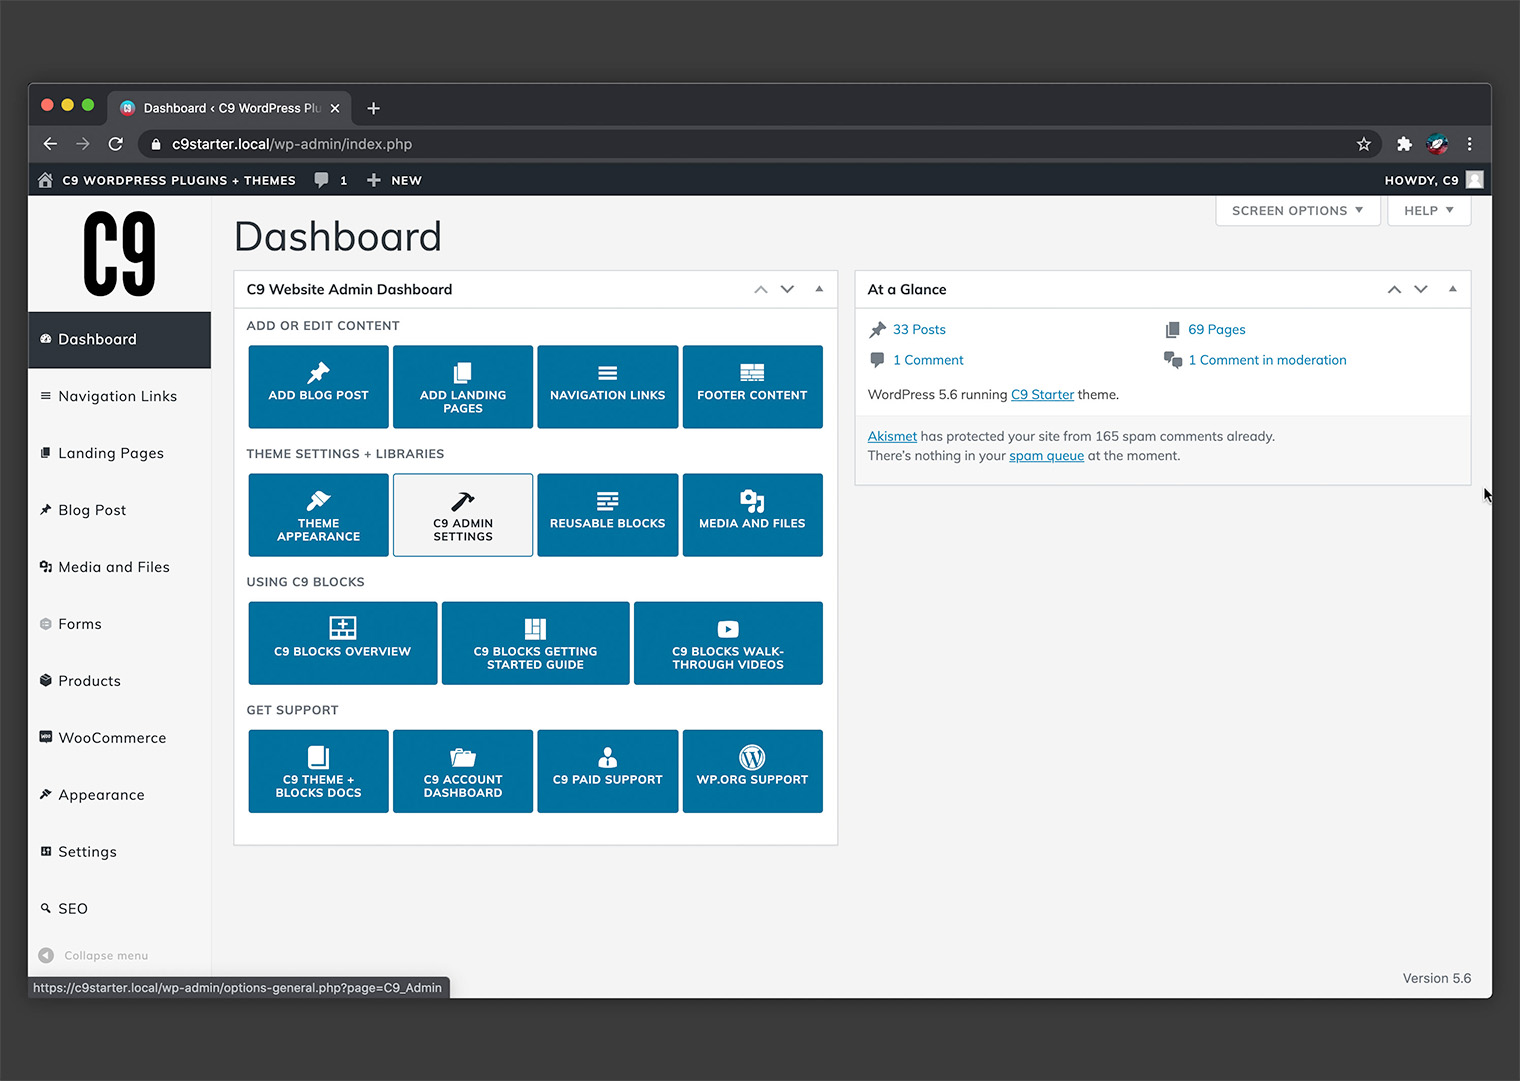 Dashboard ‹ C9 WordPress Plu
c9starter.local/wp-admin/index.php
C9 WORDPRESS PLUGINS + THEMES 1 NEW HOWDY, C9
C9
SCREEN OPTIONS HELP
Dashboard
Dashboard
Navigation Links
Landing Pages
Blog Post
Media and Files
Forms
Products
WooCommerce
Appearance
Settings
SEO
Collapse menu
C9 Website Admin Dashboard
ADD OR EDIT CONTENT
ADD BLOG POST
ADD LANDING
PAGES
NAVIGATION LINKS
FOOTER CONTENT
THEME SETTINGS + LIBRARIES
THEME
APPEARANCE
C9 ADMIN
SETTINGS
REUSABLE BLOCKS
MEDIA AND FILES
USING C9 BLOCKS
C9 BLOCKS OVERVIEW
C9 BLOCKS GETTING
STARTED GUIDE
C9 BLOCKS WALK-
THROUGH VIDEOS
GET SUPPORT
C9 THEME +
BLOCKS DOCS
C9 ACCOUNT
DASHBOARD
C9 PAID SUPPORT
WP.ORG SUPPORT
At a Glance
33 Posts
69 Pages
1 Comment
1 Comment in moderation
WordPress 5.6 running C9 Starter theme.
Akismet has protected your site from 165 spam comments already.
There’s nothing in your spam queue at the moment.
Version 5.6
https://c9starter.local/wp-admin/options-general.php?page=C9_Admin